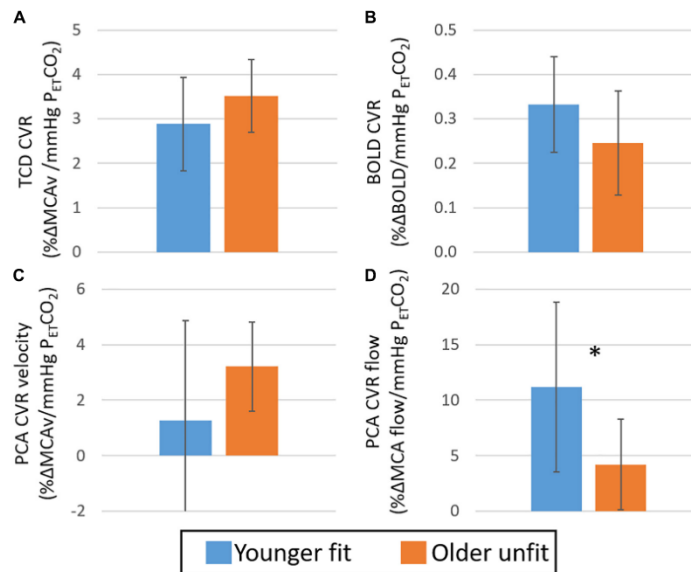 A
TCD CVR
(%ΔMCAv /mmHg PETCO2)
5
4
3
2
1
0
B
BOLD CVR
(%ΔBOLD/mmHg PETCO2)
0.5
0.4
0.3
0.2
0.1
0.0
C
PCA CVR velocity
(%ΔMCAv/mmHg PETCO2)
6
4
2
0
-2
D
PCA CVR flow
(%ΔMCA flow/mmHg PETCO2)
20
15
10
5
0
*
Younger fit Older unfit